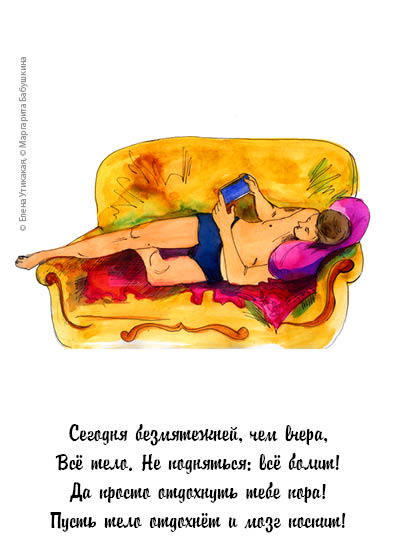 © Елена Утикакая, © Маргарита Бабушкина
Сегодня безмятежней, чем вчера,
Всё тело. Не подняться: всё болит!
Да просто отдохнуть тебе пора!
Пусть тело отдохнёт и мозг поспит!